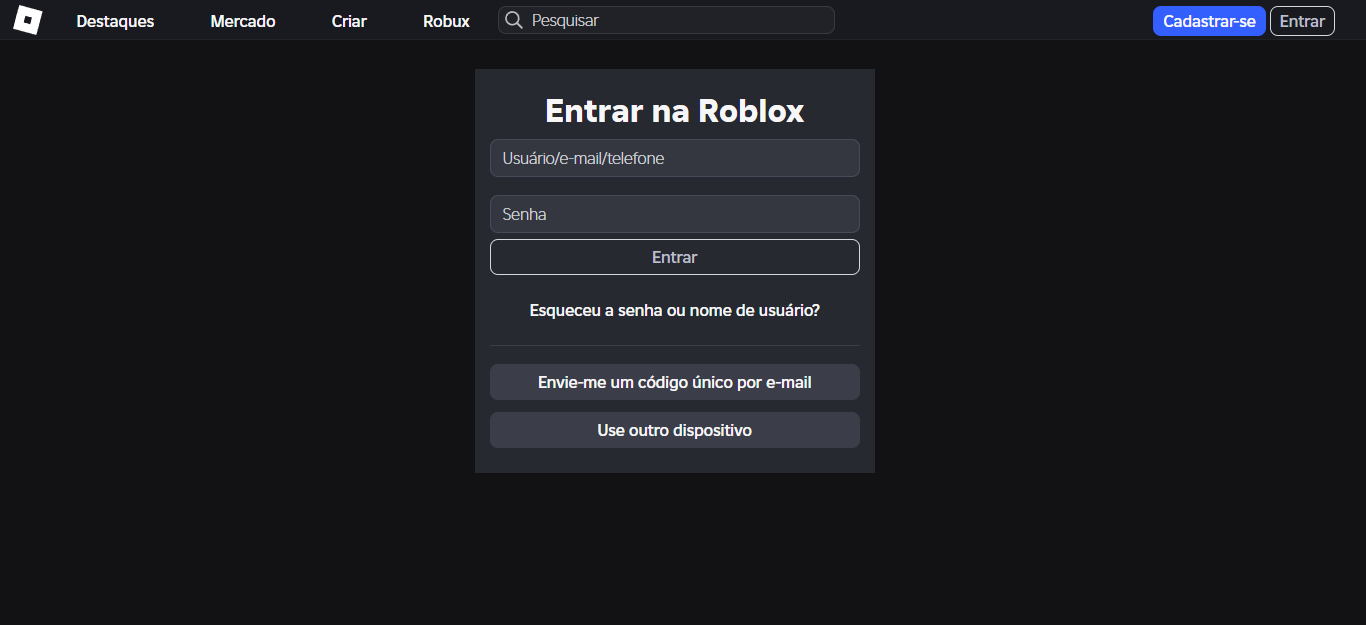 Destaques Mercado Criar Robux Pesquisar Cadastrar-se Entrar
Entrar na Roblox
Usuário/e-mail/telefone
Senha
Entrar
Esqueceu a senha ou nome de usuário?
Envie-me um código único por e-mail
Use outro dispositivo